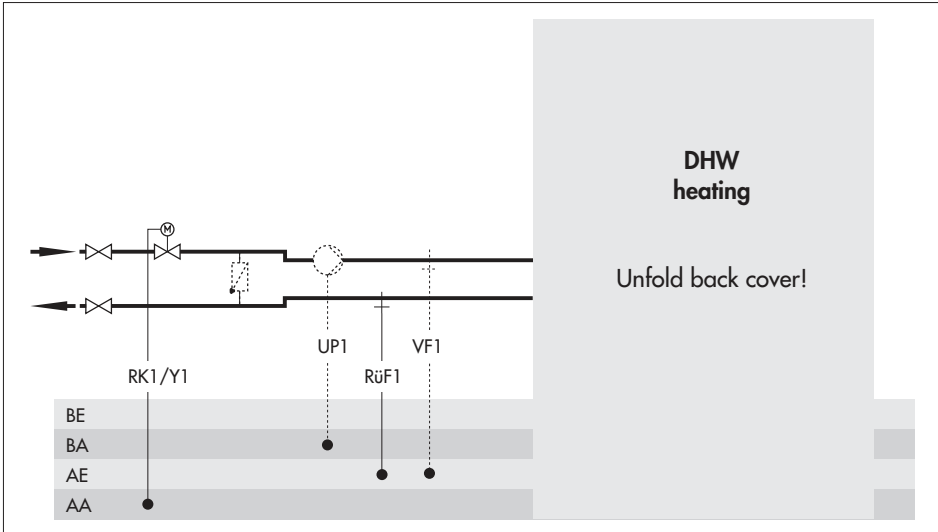 DHW
heating
Unfold back cover!
M
UP1 VF1
RK1/Y1 RüF1
BE
BA
AE
AA